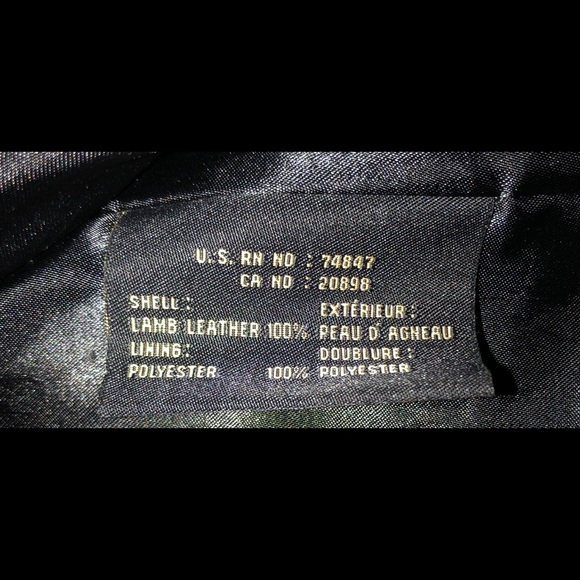 U.S. RN NO : 74847
CA NO : 20898
SHELL : EXTÉRIEUR :
LAMB LEATHER 100% PEAU D'AGNEAU
LINING: DOUBLURE :
POLYESTER 100% POLYESTER